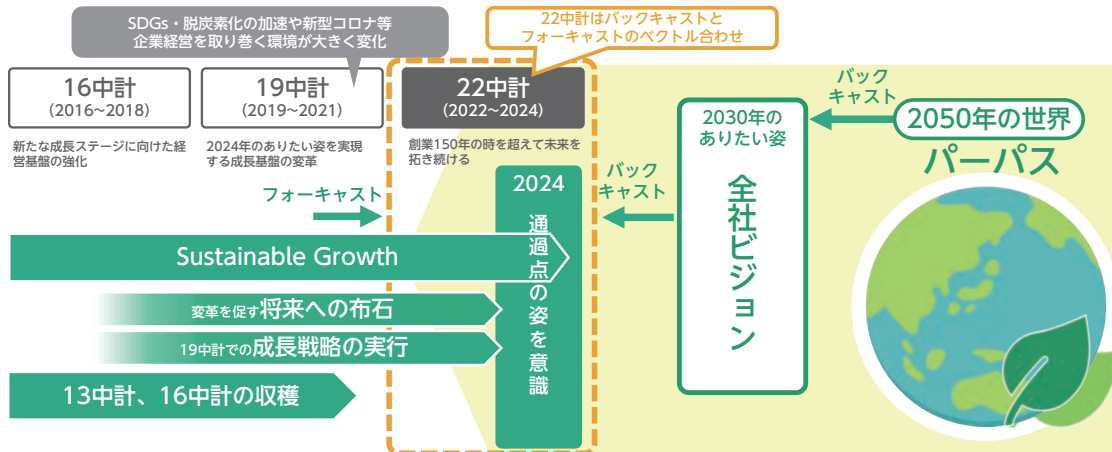 SDGs・脱炭素化の加速や新型コロナ等
企業経営を取り巻く環境が大きく変化
22中計はバックキャストと
フォーキャストのベクトル合わせ
16中計
(2016~2018)
新たな成長ステージに向けた経
営基盤の強化
19中計
(2019~2021)
2024年のありたい姿を実現
する成長基盤の変革
22中計
(2022~2024)
創業150年の時を超えて未来を
拓き続ける
フォーキャスト
2024
通過点の姿を意識
バック
キャスト
2030年の
ありたい姿
全社ビジョン
バック
キャスト
2050年の世界
パーパス
Sustainable Growth
変革を促す将来への布石
19中計での成長戦略の実行
13中計、16中計の収穫